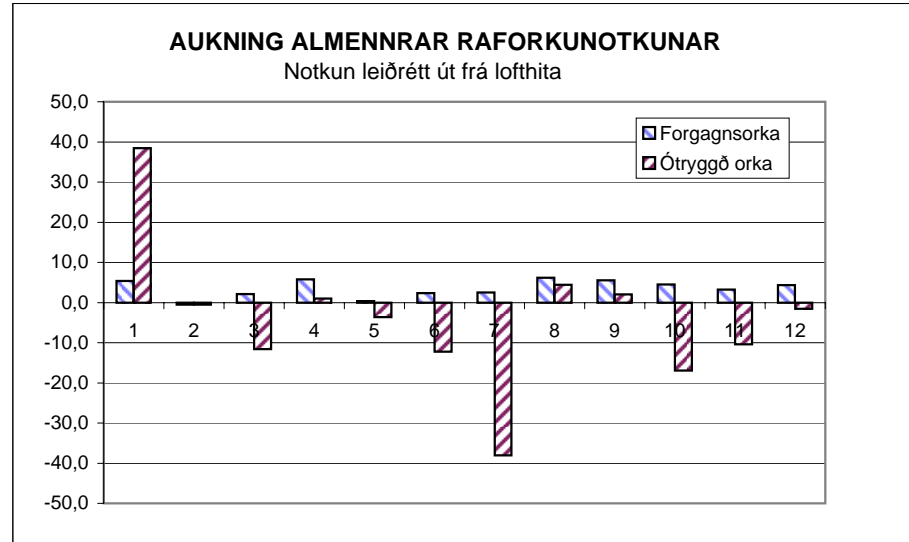 AUKNING ALMENNRAR RAFORKUNOTKUNAR
Notkun leiðrétt út frá lofthita
50,0
40,0
30,0
20,0
10,0
0,0
-10,0
-20,0
-30,0
-40,0
-50,0
1 2 3 4 5 6 7 8 9 10 11 12
Forgagnsorka
Ótryggð orka